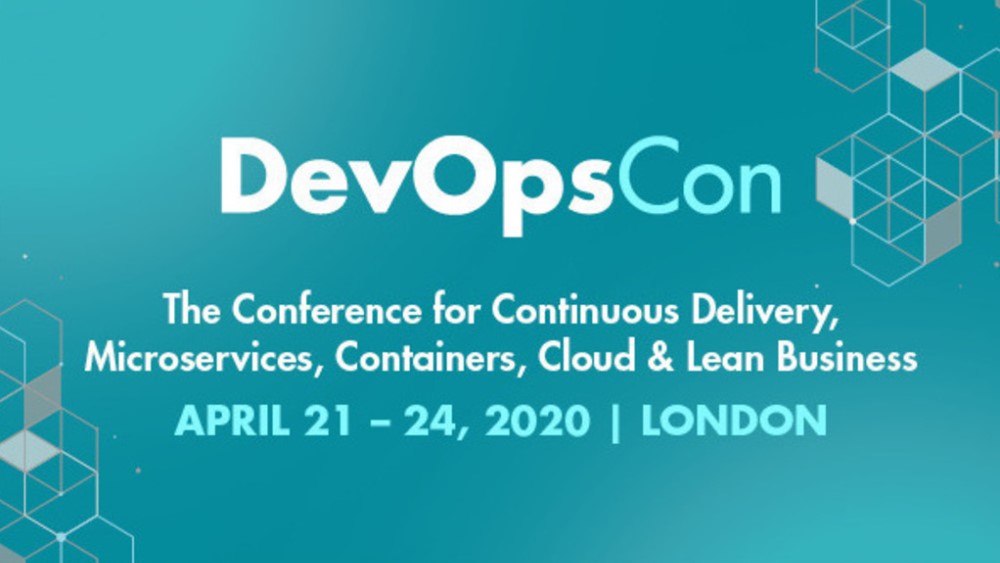 DevOpsCon
The Conference for Continuous Delivery,
Microservices, Containers, Cloud & Lean Business
APRIL 21 – 24, 2020 | LONDON